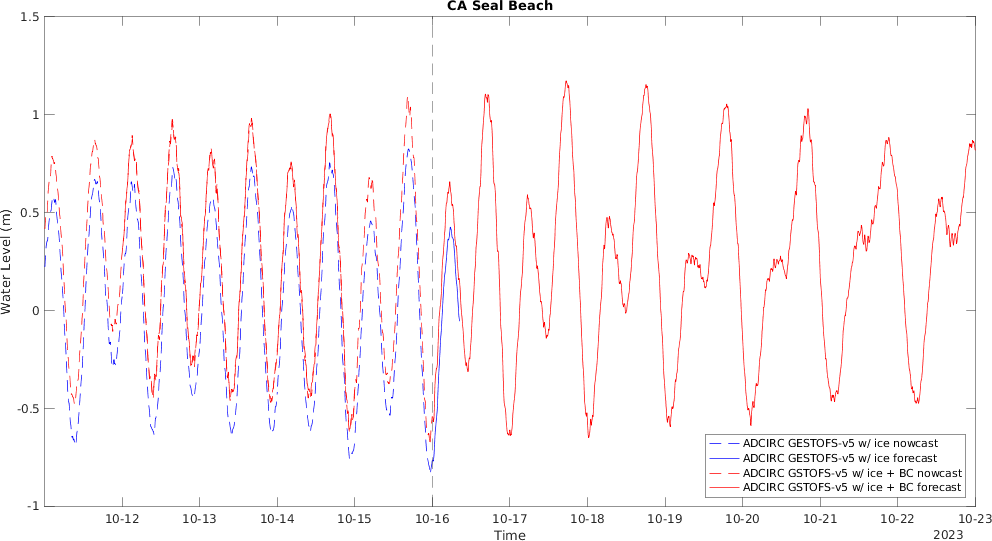 CA Seal Beach
1.5
1
0.5
0
-0.5
-1
Water Level (m)
10-12 10-13 10-14 10-15 10-16 10-17 10-18 10-19 10-20 10-21 10-22 10-23
Time
2023
ADCIRC GESTOFS-v5 w/ ice nowcast
ADCIRC GESTOFS-v5 w/ ice forecast
ADCIRC GSTOFS-v5 w/ ice + BC nowcast
ADCIRC GSTOFS-v5 w/ ice + BC forecast